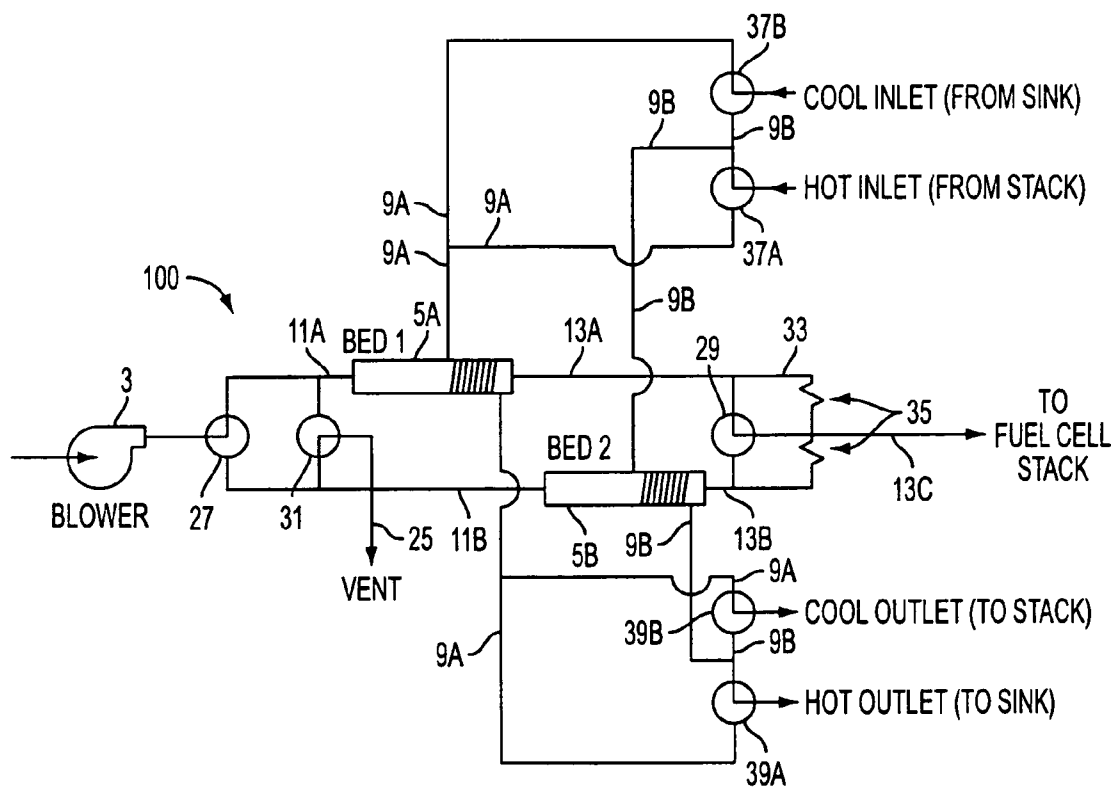 37B
COOL INLET (FROM SINK)
9B
9B
HOT INLET (FROM STACK)
9A
9A
37A
9A
100
9B
5A
11A
BED 1
13A
29
33
3
35
TO
FUEL CELL
STACK
BED 2
13C
BLOWER
27
31
25
11B
5B
9B
13B
VENT
9A
COOL OUTLET (TO STACK)
39B
9A
9B
HOT OUTLET (TO SINK)
39A